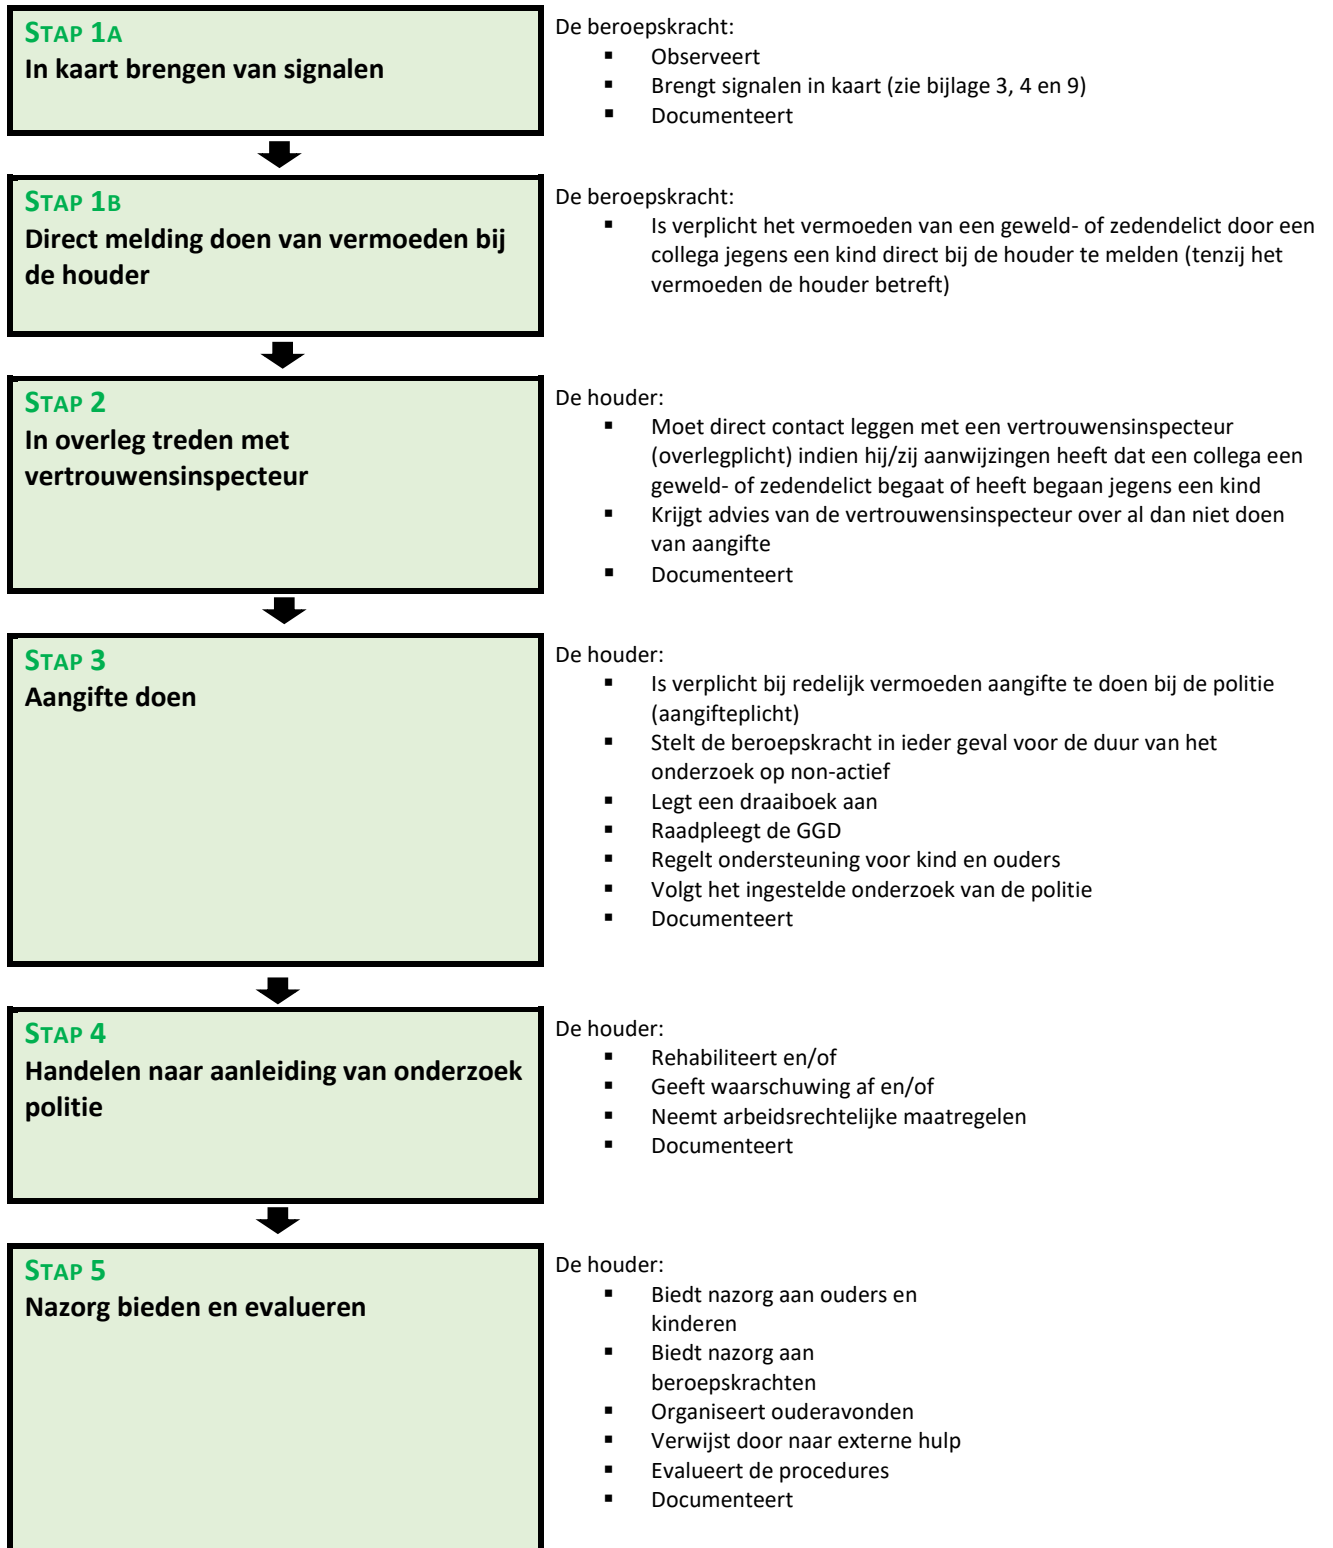 STAP 1A
In kaart brengen van signalen
De beroepskracht:
▪ Observeert
▪ Brengt signalen in kaart (zie bijlage 3, 4 en 9)
▪ Documenteert
STAP 1B
Direct melding doen van vermoeden bij
de houder
De beroepskracht:
▪ Is verplicht het vermoeden van een geweld- of zedendelict door een
collega jegens een kind direct bij de houder te melden (tenzij het
vermoeden de houder betreft)
STAP 2
In overleg treden met
vertrouwensinspecteur
De houder:
▪ Moet direct contact leggen met een vertrouwensinspecteur
(overlegplicht) indien hij/zij aanwijzingen heeft dat een collega een
geweld- of zedendelict begaat of heeft begaan jegens een kind
▪ Krijgt advies van de vertrouwensinspecteur over al dan niet doen
van aangifte
▪ Documenteert
STAP 3
Aangifte doen
De houder:
▪ Is verplicht bij redelijk vermoeden aangifte te doen bij de politie
(aangifteplicht)
▪ Stelt de beroepskracht in ieder geval voor de duur van het
onderzoek op non-actief
▪ Legt een draaiboek aan
▪ Raadpleegt de GGD
▪ Regelt ondersteuning voor kind en ouders
▪ Volgt het ingestelde onderzoek van de politie
▪ Documenteert
STAP 4
Handelen naar aanleiding van onderzoek
politie
De houder:
▪ Rehabiliteert en/of
▪ Geeft waarschuwing af en/of
▪ Neemt arbeidsrechtelijke maatregelen
▪ Documenteert
STAP 5
Nazorg bieden en evalueren
De houder:
▪ Biedt nazorg aan ouders en
kinderen
▪ Biedt nazorg aan
beroepskrachten
▪ Organiseert ouderavonden
▪ Verwijst door naar externe hulp
▪ Evalueert de procedures
▪ Documenteert